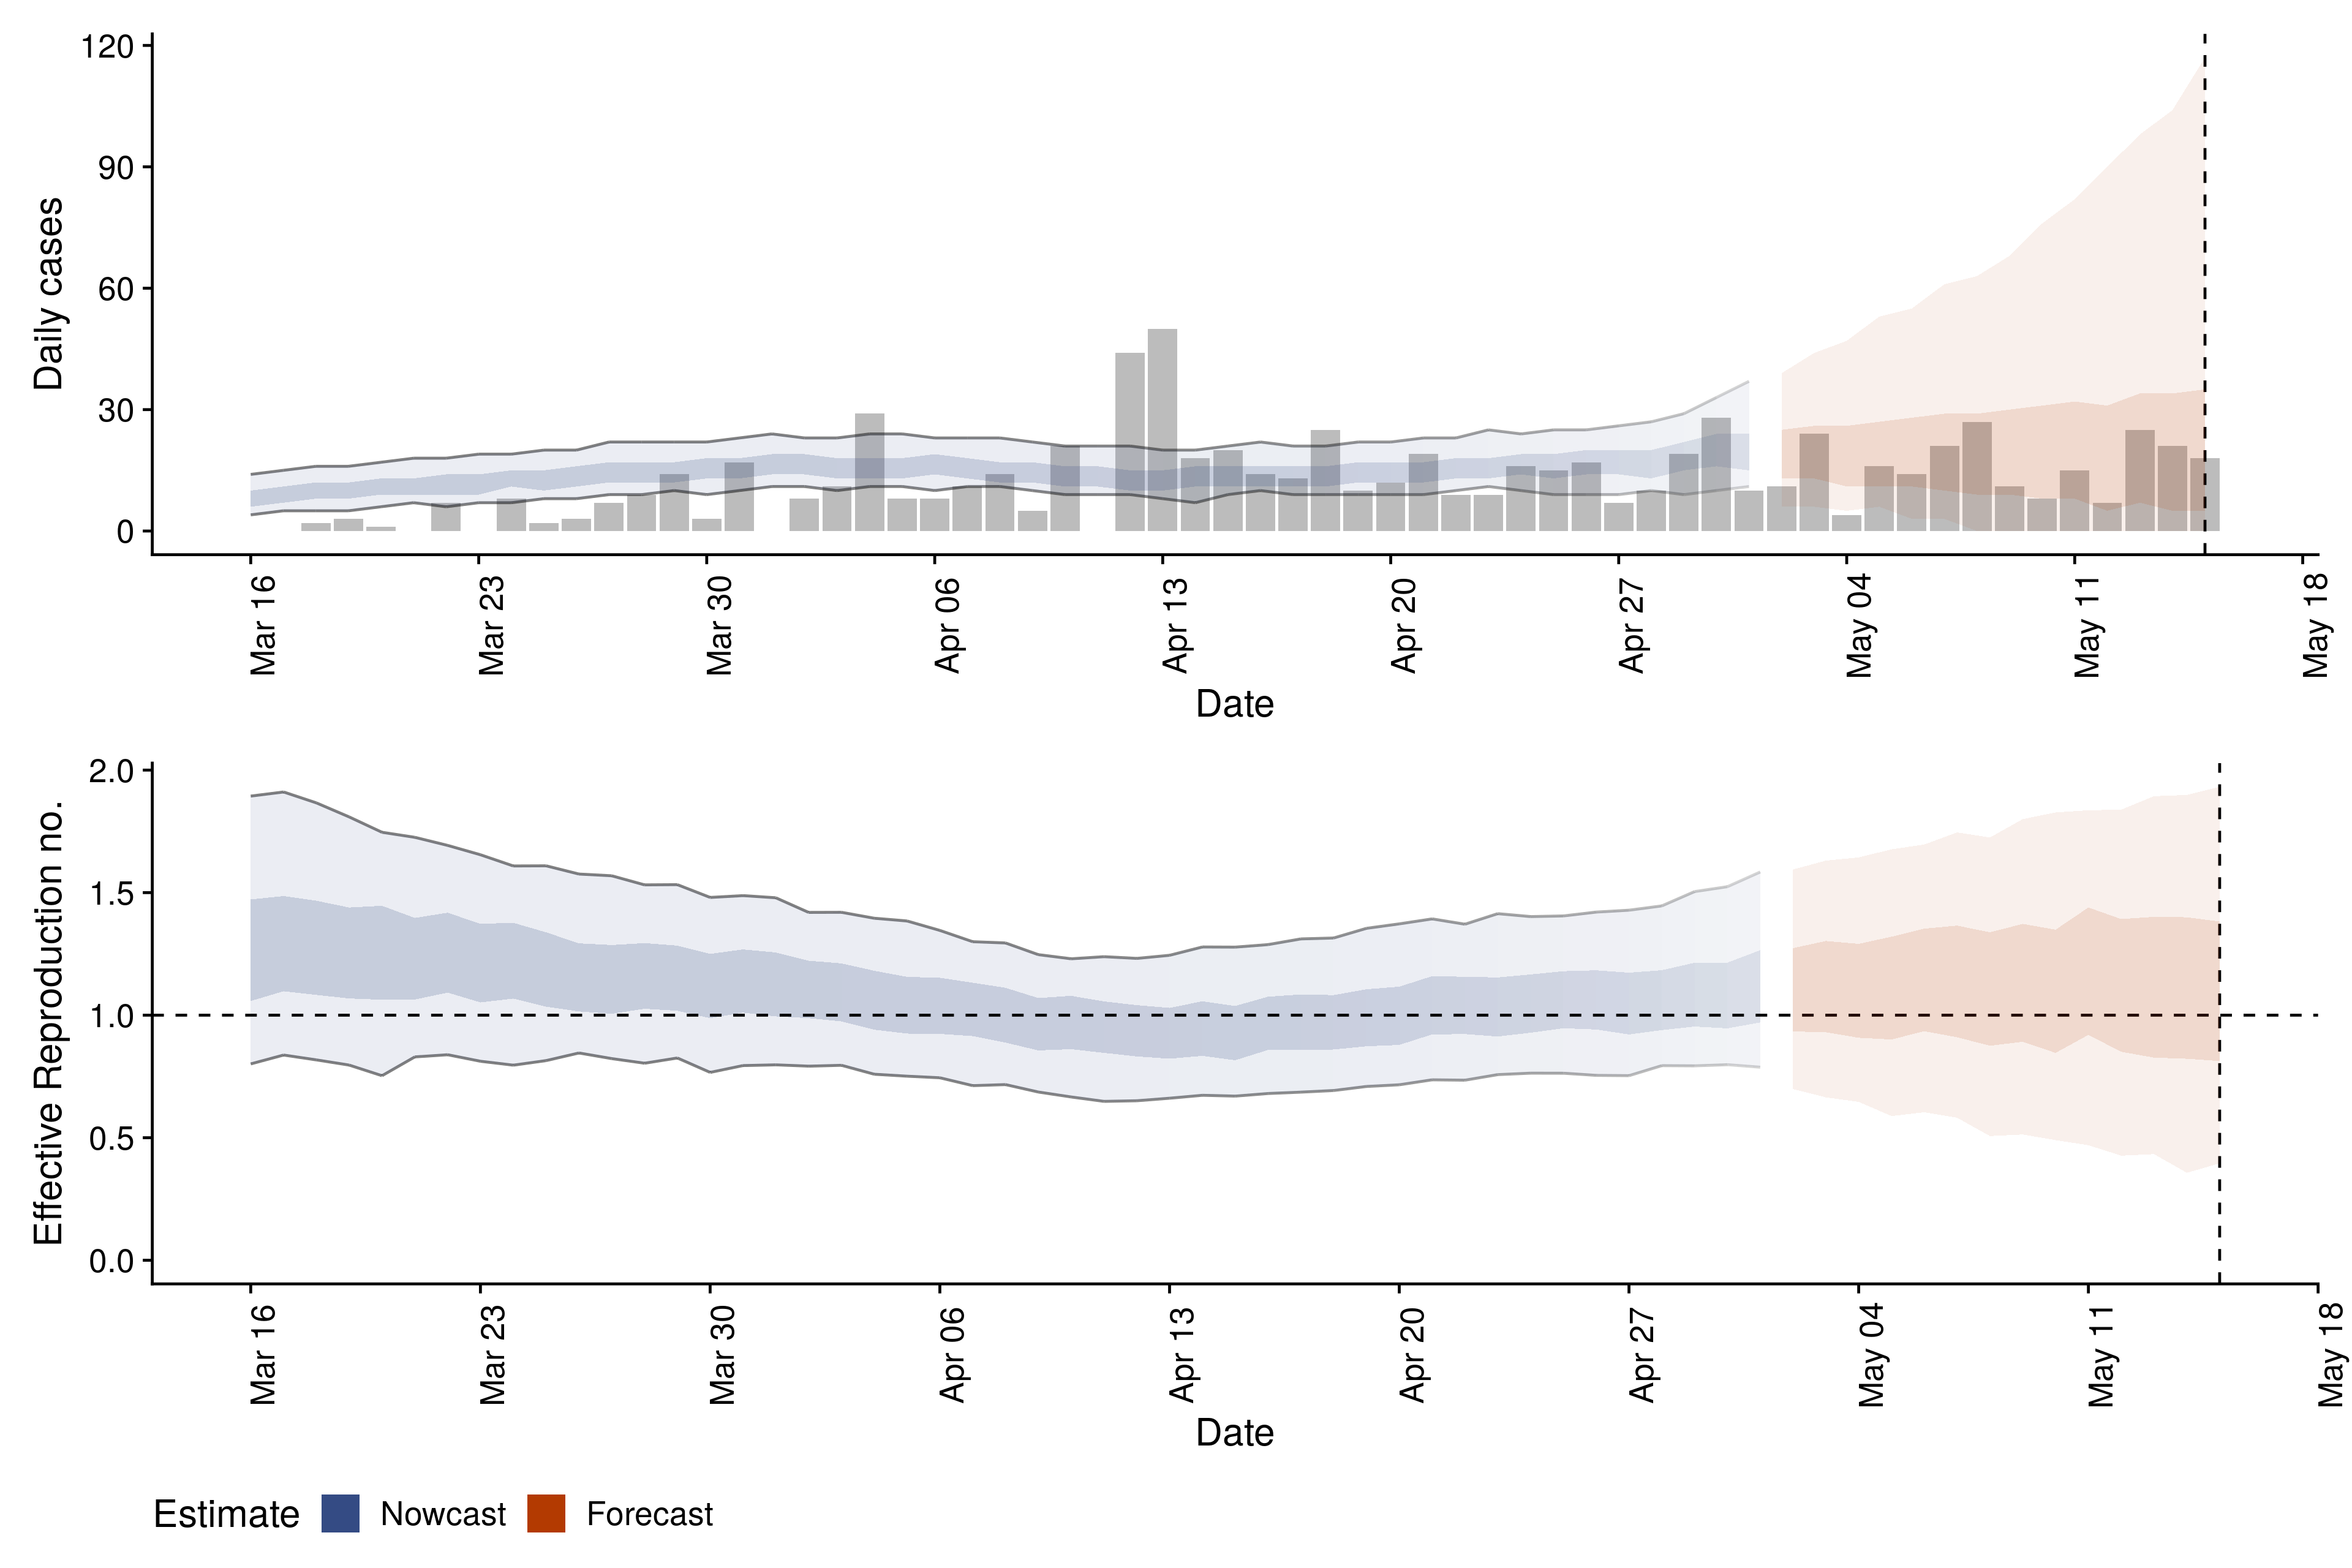 120
90
60
30
0
Daily cases
Mar 16
Mar 23
Mar 30
Apr 06
Apr 13
Apr 20
Apr 27
May 04
May 11
May 18
Date
2.0
1.5
1.0
0.5
0.0
Effective Reproduction no.
Mar 16
Mar 23
Mar 30
Apr 06
Apr 13
Apr 20
Apr 27
May 04
May 11
May 18
Date
Estimate Nowcast Forecast